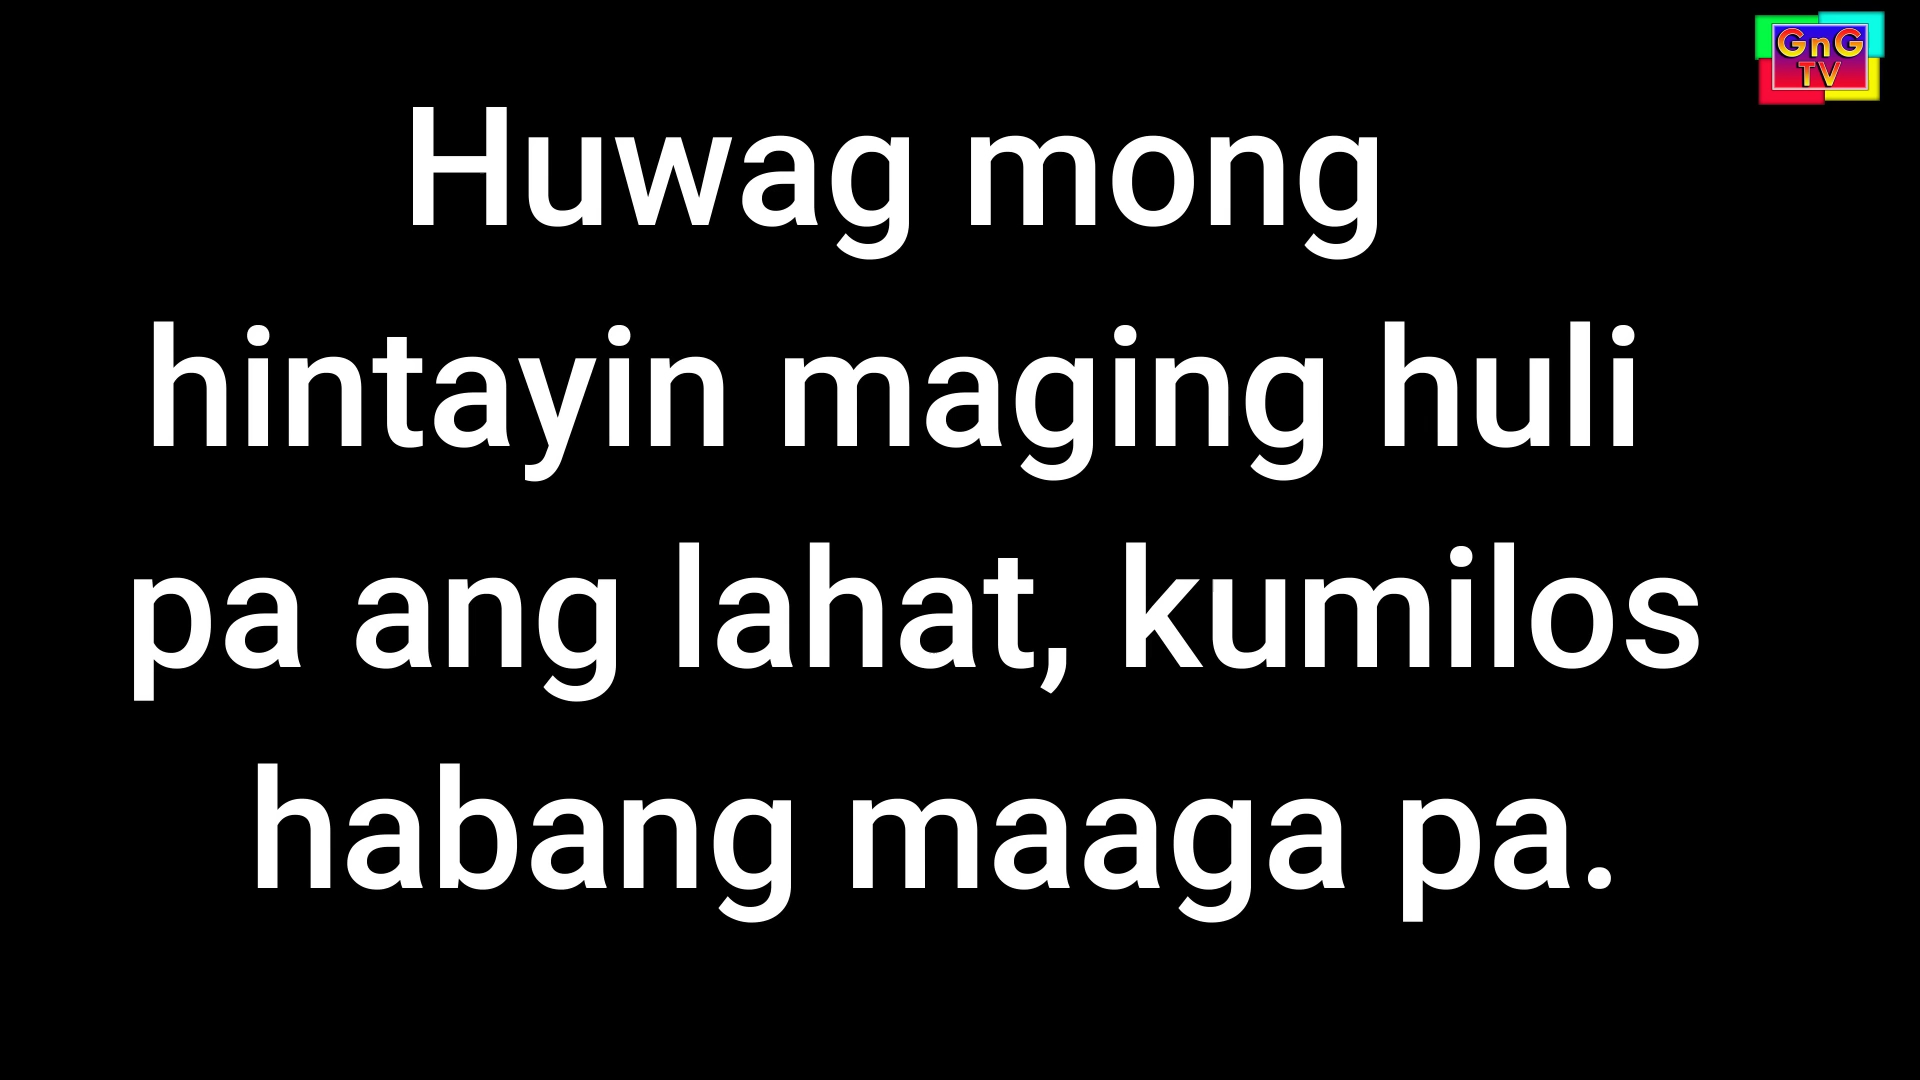 GnG
TV
Huwag mong
hintayin maging huli
pa ang lahat, kumilos
habang maaga pa.